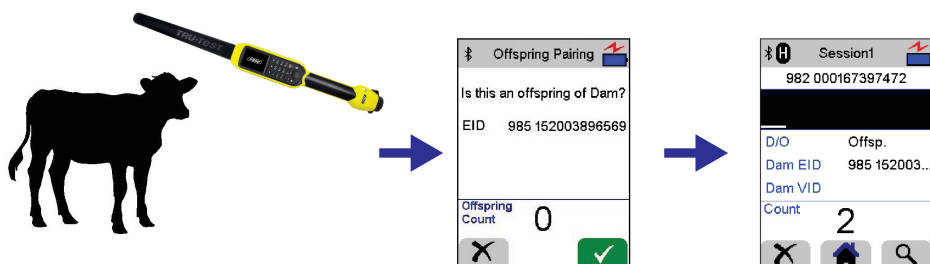 TRU-TEST
Offspring Pairing
Is this an offspring of Dam?
EID 985 152003896569
Offspring
Count 0
H Session1
982 000167397472
D/O Offsp.
Dam EID 985 152003...
Dam VID
Count 2